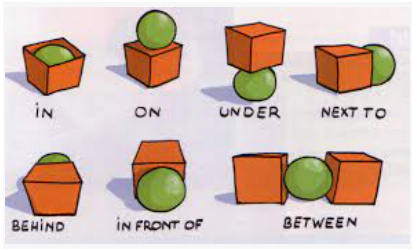 iN
ON
UNDER
NEXT TO
BEHIND
iN FRONT OF
BETWEEN